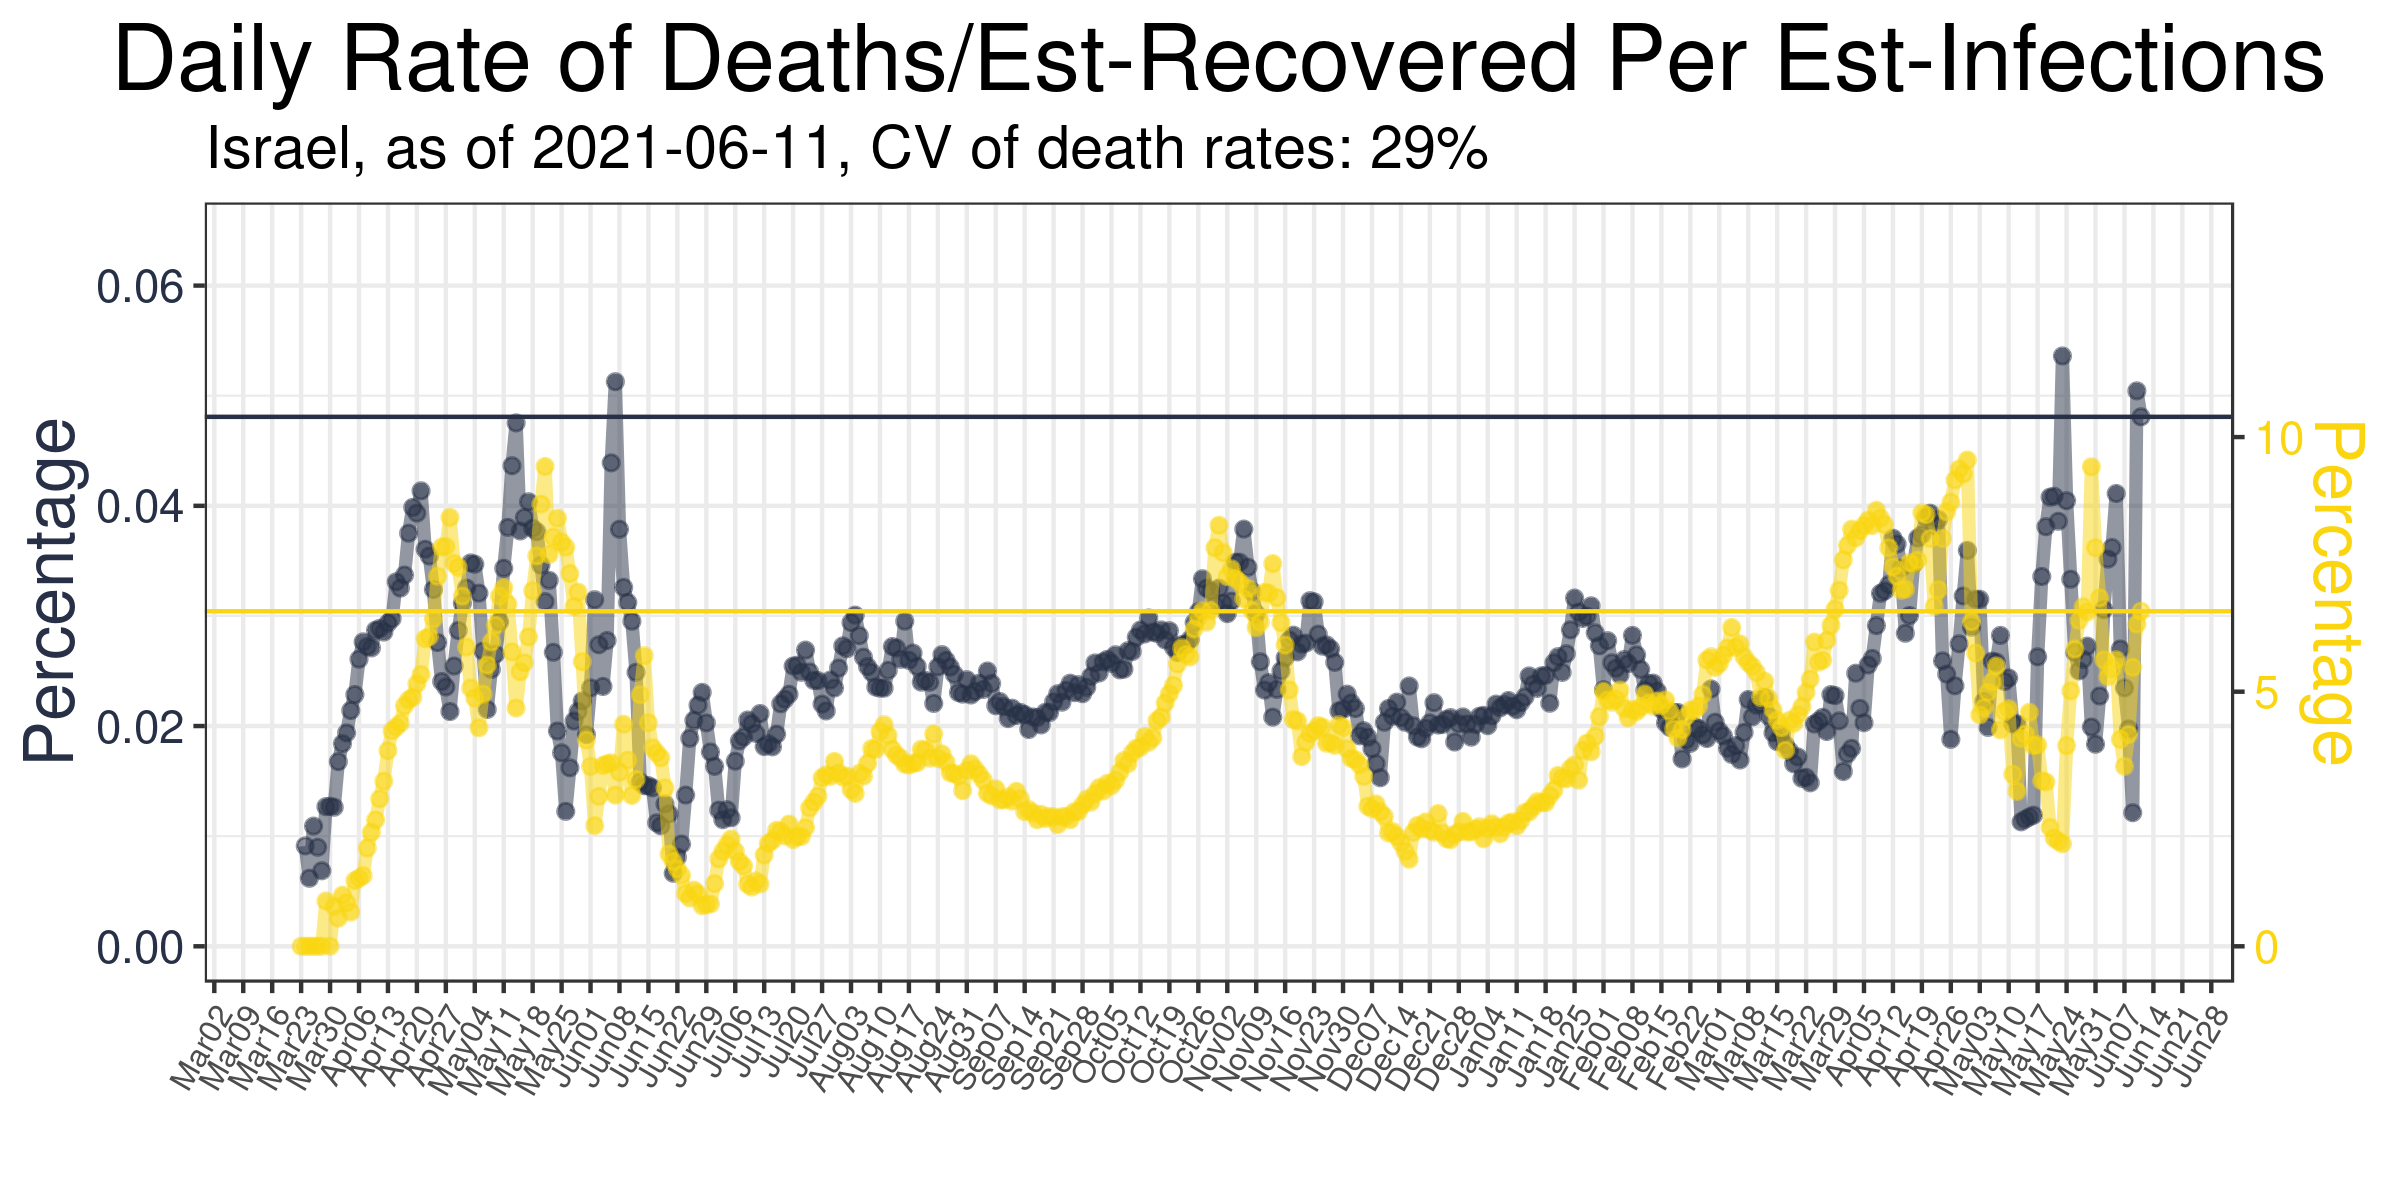 Daily Rate of Deaths/Est-Recovered Per Est-Infections
Israel, as of 2021-06-11, CV of death rates: 29%
Percentage
0.06
0.04
0.02
0.00
10
5
0
Percentage
Mar02 Mar09 Mar16 Mar23 Mar30 Apr06 Apr13 Apr20 Apr27 May04 May11 May18 May25 Jun01 Jun08 Jun15 Jun22 Jun29 Jul06 Jul13 Jul20 Jul27 Aug03 Aug10 Aug17 Aug24 Aug31 Sep07 Sep14 Sep21 Sep28 Oct05 Oct12 Oct19 Oct26 Nov02 Nov09 Nov16 Nov23 Nov30 Dec07 Dec14 Dec21 Dec28 Jan04 Jan11 Jan18 Jan25 Feb01 Feb08 Feb15 Feb22 Mar01 Mar08 Mar15 Mar22 Mar29 Apr05 Apr12 Apr19 Apr26 May03 May10 May17 May24 May31 Jun07 Jun14 Jun21 Jun28